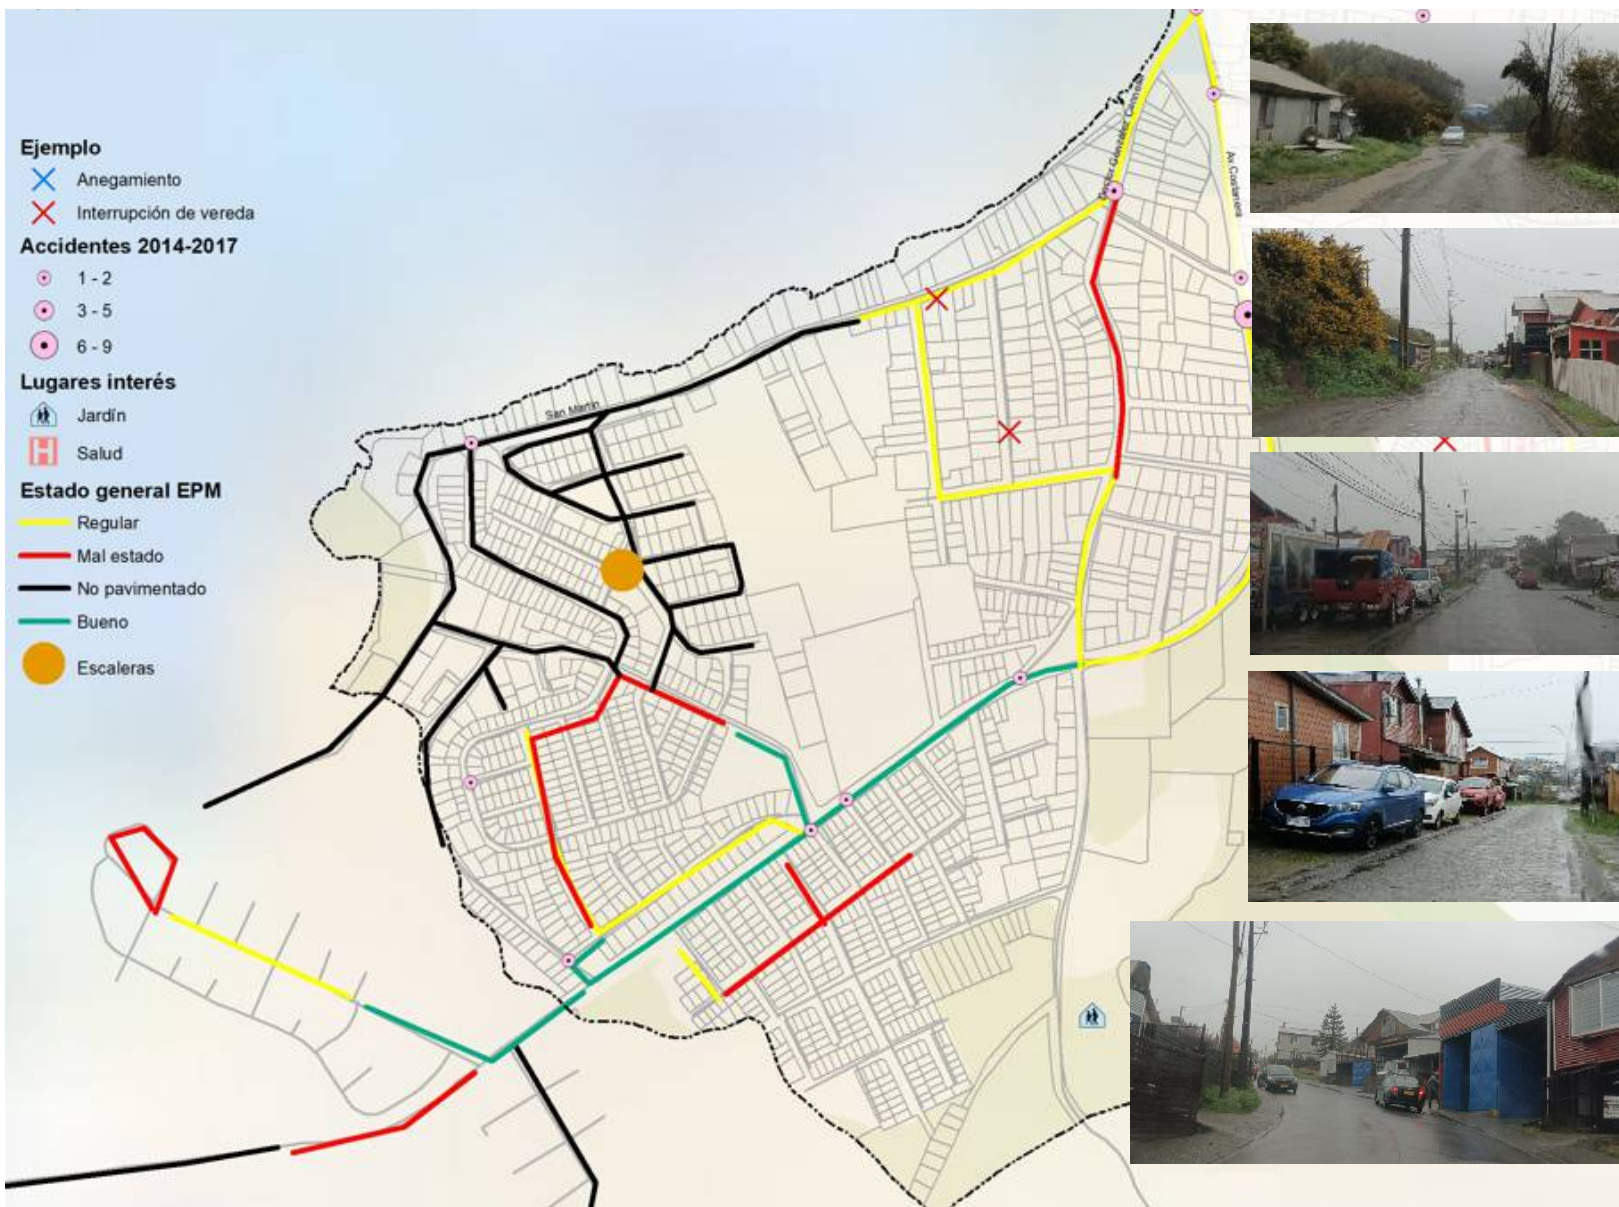 Ejemplo
Anegamiento
Interrupción de vereda
Accidentes 2014-2017
1 - 2
3 - 5
6 - 9
Lugares interés
Jardín
Salud
H
Estado general EPM
Regular
Mal estado
No pavimentado
Bueno
Escaleras
San Martín
González
Av Costanera